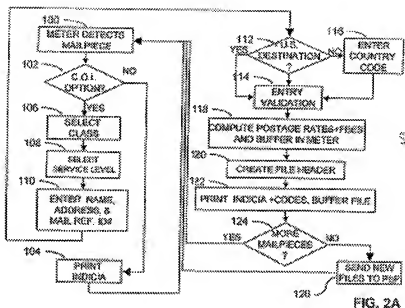 100
METER DETECTS
MAILPIECE
102
C.O.I.
OPTION?
NO
YES
106
SELECT
CLASS
108
SELECT
SERVICE LEVEL
110
ENTER NAME,
ADDRESS, &
MAIL REF. ID#
104
PRINT
INDICIA
112
U.S.
DESTINATION
?
YES
NO
116
ENTER
COUNTRY
CODE
114
ENTRY
VALIDATION
118
COMPUTE POSTAGE RATES+FEES
AND BUFFER IN METER
120
CREATE FILE HEADER
122
PRINT INDICIA +CODES, BUFFER FILE
124
MORE
MAILPIECES
?
YES
NO
SEND NEW
FILES TO PSP
126
FIG. 2A